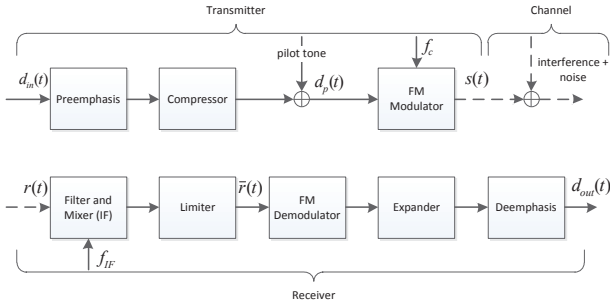 Transmitter
Channel
pilot tone
f_c
interference +
noise
d_in(t)
Preemphasis
Compressor
d_p(t)
FM
Modulator
s(t)
r(t)
Filter and
Mixer (IF)
Limiter
r̄(t)
FM
Demodulator
Expander
Deemphasis
d_out(t)
f_IF
Receiver